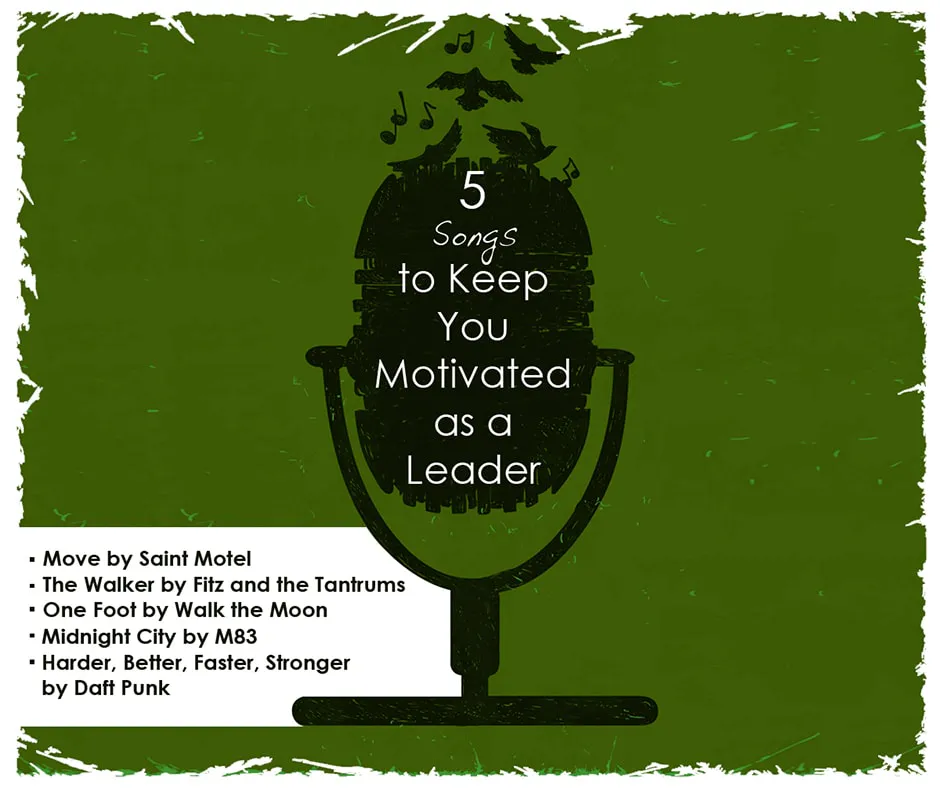 5
Songs
to Keep
You
Motivated
as a
Leader
▪ Move by Saint Motel
▪ The Walker by Fitz and the Tantrums
▪ One Foot by Walk the Moon
▪ Midnight City by M83
▪ Harder, Better, Faster, Stronger
by Daft Punk